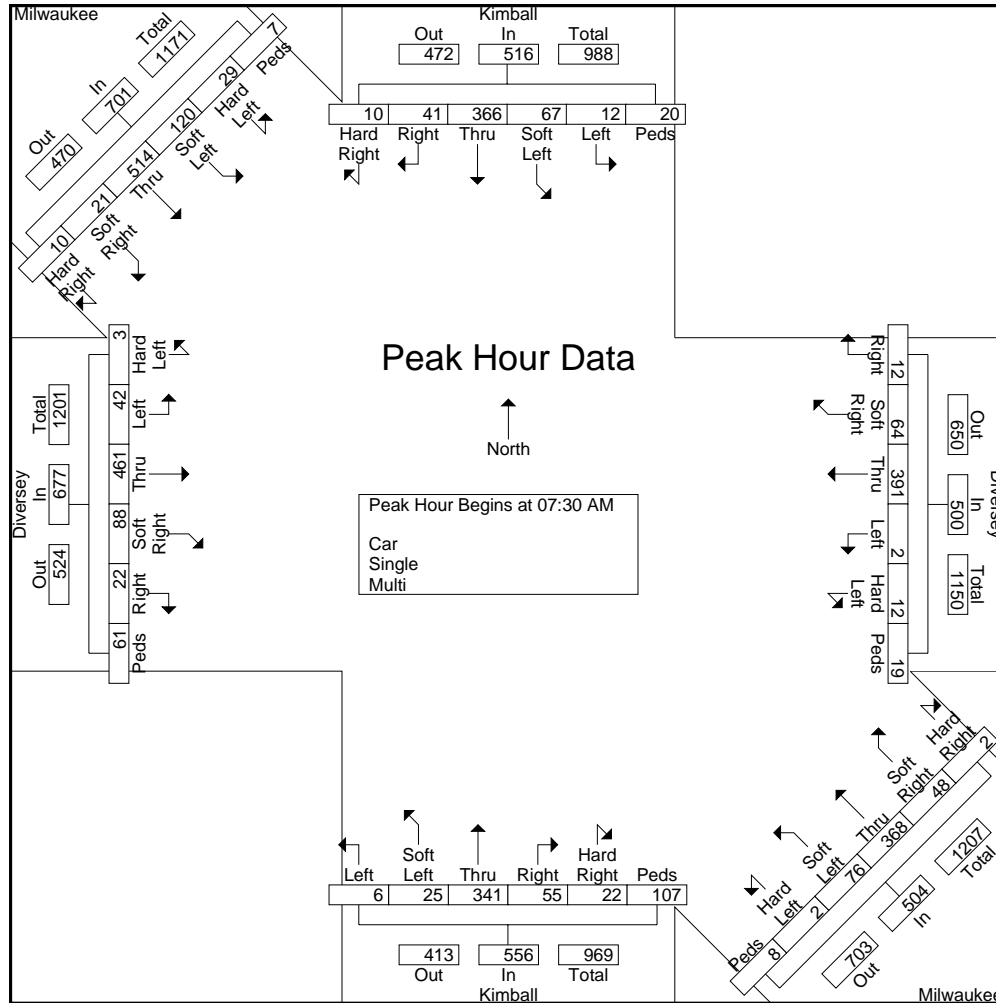 Milwaukee
Kimball
Out
In
Total
472
516
988
10
41
366
67
12
20
Hard Right
Right
Thru
Soft Left
Left
Peds
Total
1171
In
701
Out
470
7
29
120
514
21
10
Peds
Hard Left
Soft Left
Thru
Soft Right
Hard Right
Diversey
Total
1201
In
677
Out
524
3
42
461
88
22
61
Hard Left
Left
Thru
Soft Right
Right
Peds
Peak Hour Data
North
Peak Hour Begins at 07:30 AM
Car
Single
Multi
Right
Soft Right
Thru
Left
Hard Left
Peds
12
64
391
2
12
19
Out
650
In
500
Total
1150
Diversey
Hard Right
Soft Right
Thru
Soft Left
Hard Left
Peds
2
48
368
76
2
8
1207
Total
504
In
703
Out
Left
Soft Left
Thru
Right
Hard Right
Peds
6
25
341
55
22
107
413
556
969
Out
In
Total
Kimball
Milwaukee